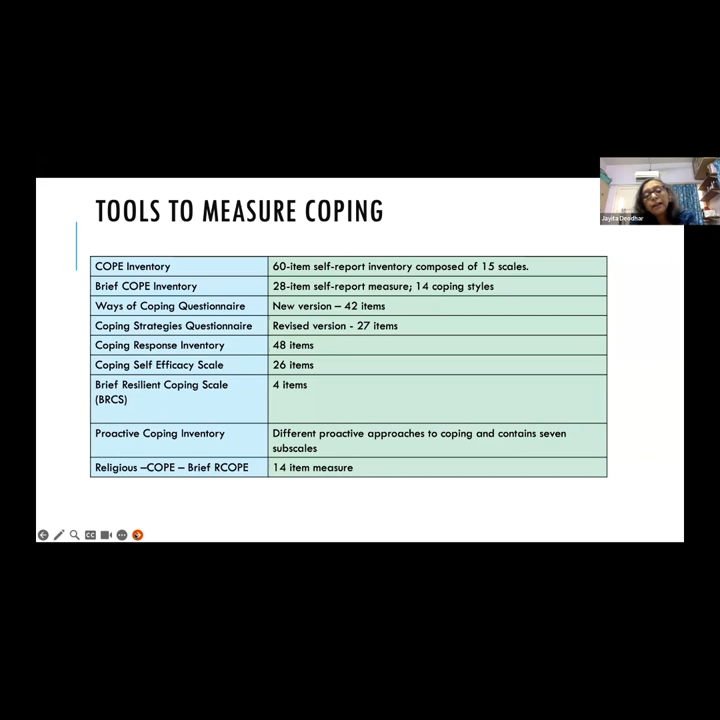 TOOLS TO MEASURE COPING
Jayita Deodhar
COPE Inventory
60-item self-report inventory composed of 15 scales.
Brief COPE Inventory
28-item self-report measure; 14 coping styles
Ways of Coping Questionnaire
New version – 42 items
Coping Strategies Questionnaire
Revised version - 27 items
Coping Response Inventory
48 items
Coping Self Efficacy Scale
26 items
Brief Resilient Coping Scale
(BRCS)
4 items
Proactive Coping Inventory
Different proactive approaches to coping and contains seven
subscales
Religious –COPE – Brief RCOPE
14 item measure
CC